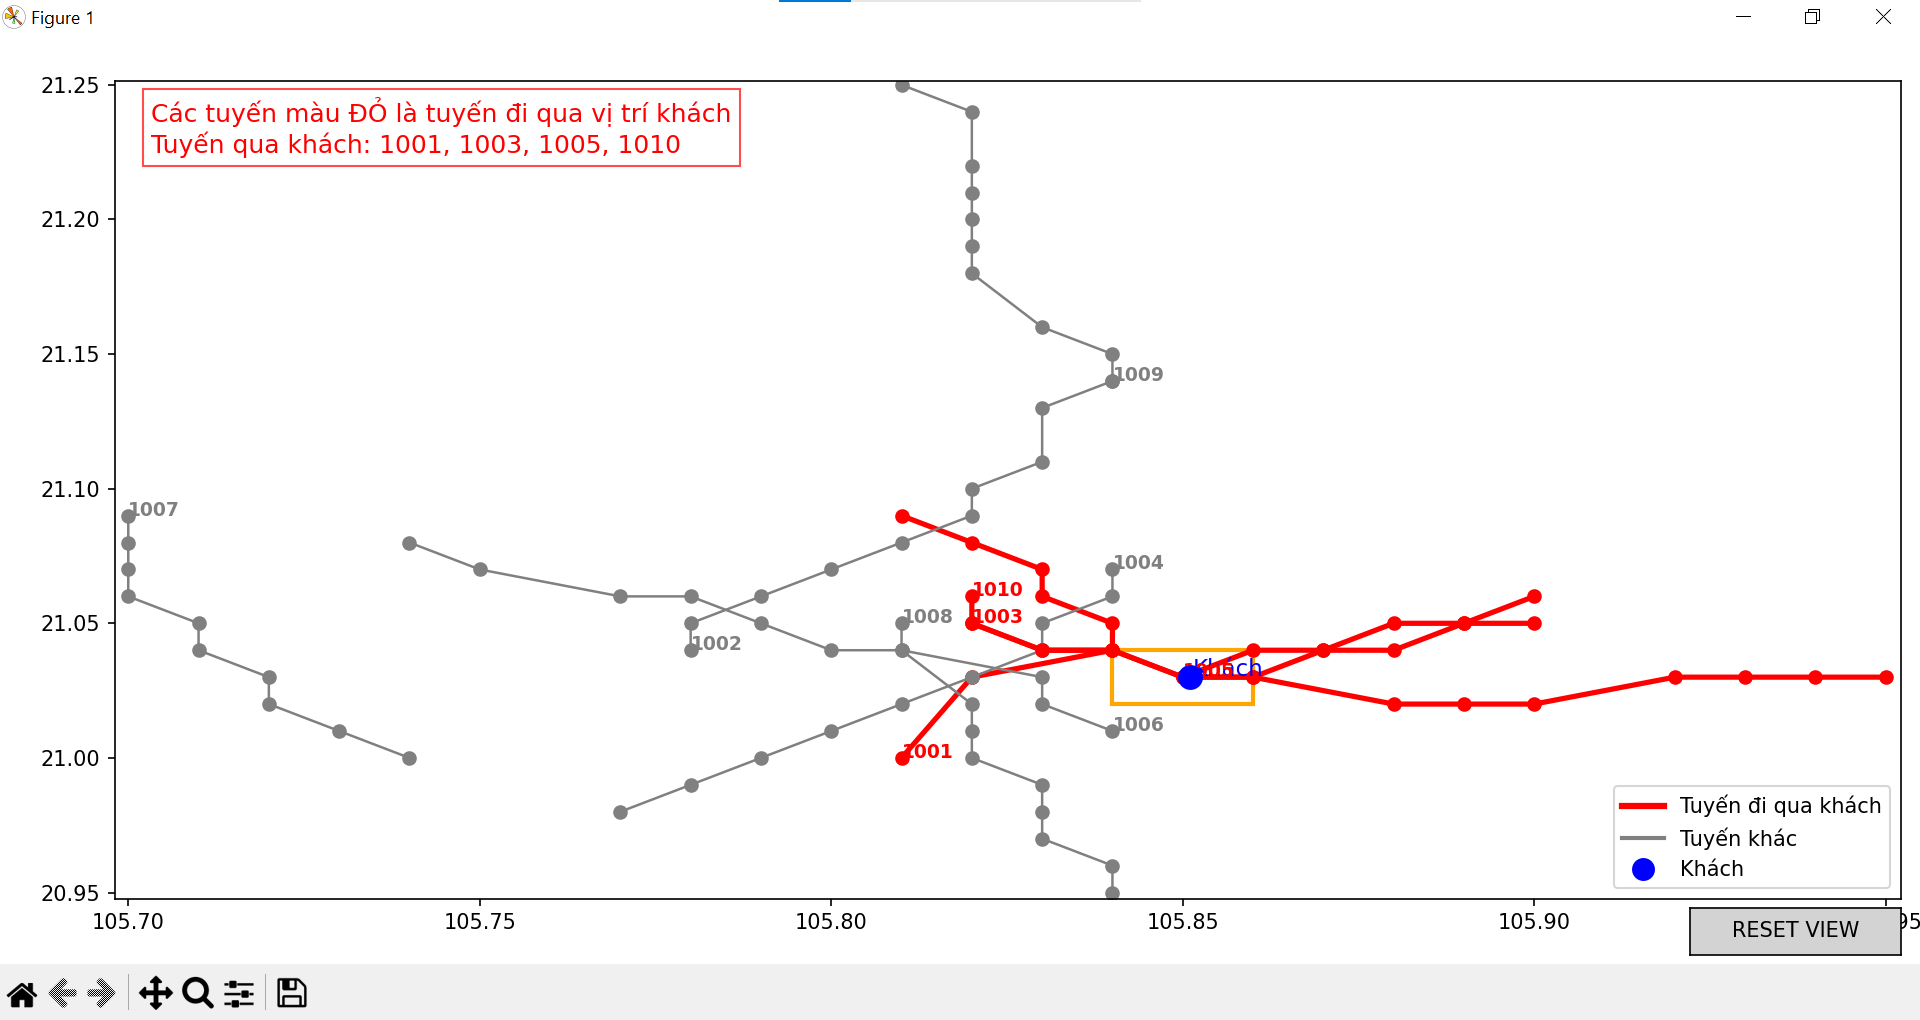 Figure 1
21.25
21.20
21.15
21.10
21.05
21.00
20.95
Các tuyến màu ĐỎ là tuyến đi qua vị trí khách
Tuyến qua khách: 1001, 1003, 1005, 1010
1009
1007
1004
1010
1003
1008
1002
Khách
1006
1001
Tuyến đi qua khách
Tuyến khác
Khách
105.70
105.75
105.80
105.85
105.90
95
RESET VIEW